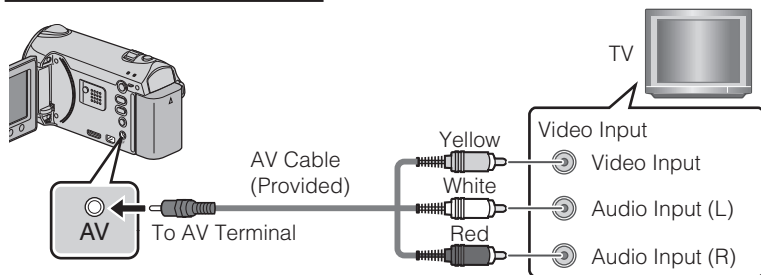 TV
Video Input
Yellow
Video Input
AV Cable
(Provided)
White
Audio Input (L)
AV
To AV Terminal
Red
Audio Input (R)